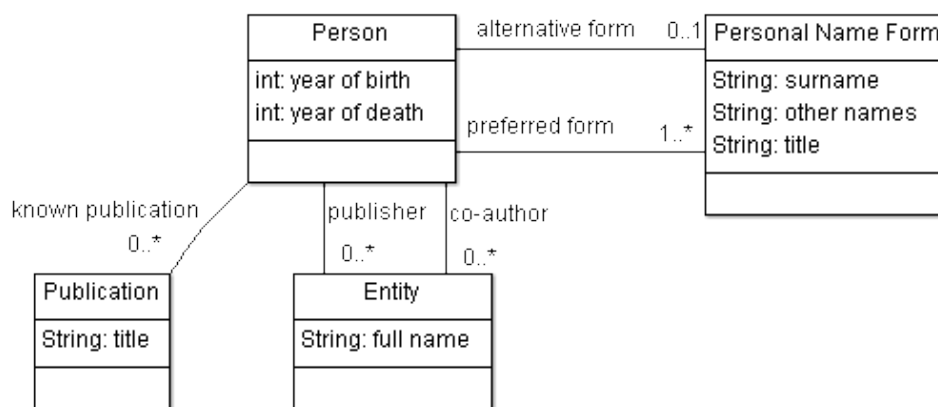 Person
int: year of birth
int: year of death
alternative form
0..1
Personal Name Form
String: surname
String: other names
String: title
preferred form
1..*
known publication
0..*
publisher
0..*
co-author
0..*
Publication
String: title
Entity
String: full name